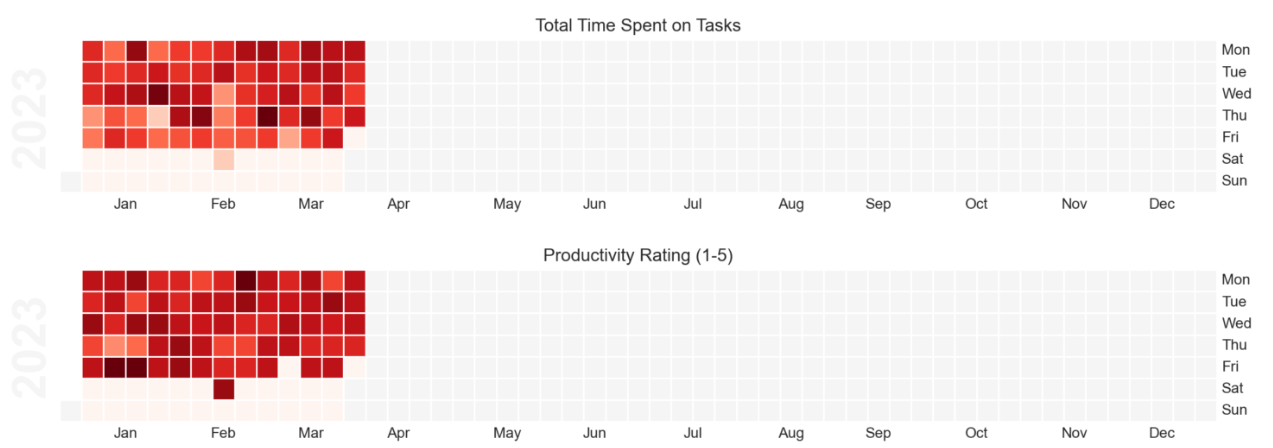 Total Time Spent on Tasks
2023
Mon
Tue
Wed
Thu
Fri
Sat
Sun
Jan Feb Mar Apr May Jun Jul Aug Sep Oct Nov Dec
Productivity Rating (1-5)
2023
Mon
Tue
Wed
Thu
Fri
Sat
Sun
Jan Feb Mar Apr May Jun Jul Aug Sep Oct Nov Dec